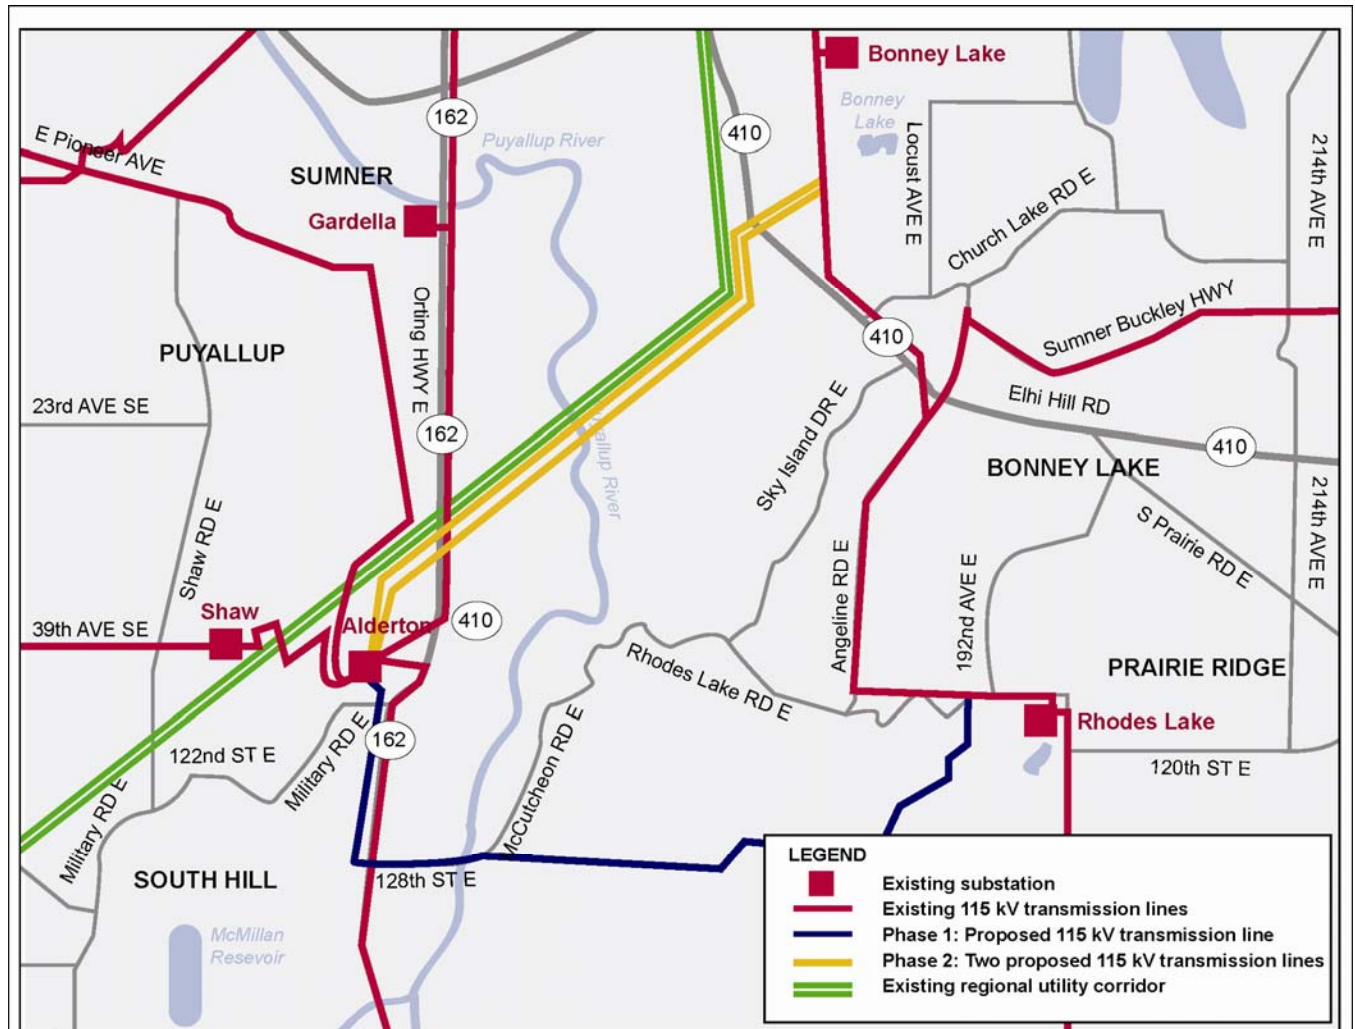 Bonney Lake
162
410
Bonney
Lake
E Pioneer AVE
Puyallup River
SUMNER
Gardella
Locust AVE E
Church Lake RD E
214th AVE E
Orting HWY E
Sumner Buckley HWY
PUYALLUP
410
23rd AVE SE
162
Sky Island DR E
Elhi Hill RD
410
BONNEY LAKE
Puyallup River
Shaw RD E
S Prairie RD E
214th AVE E
Shaw
39th AVE SE
Alderton
410
Angeline RD E
192nd AVE E
PRAIRIE RIDGE
Rhodes Lake RD E
Rhodes Lake
162
122nd ST E
Military RD E
McCutcheon RD E
120th ST E
Military RD E
SOUTH HILL
128th ST E
McMillan
Resevoir
LEGEND
Existing substation
Existing 115 kV transmission lines
Phase 1: Proposed 115 kV transmission line
Phase 2: Two proposed 115 kV transmission lines
Existing regional utility corridor